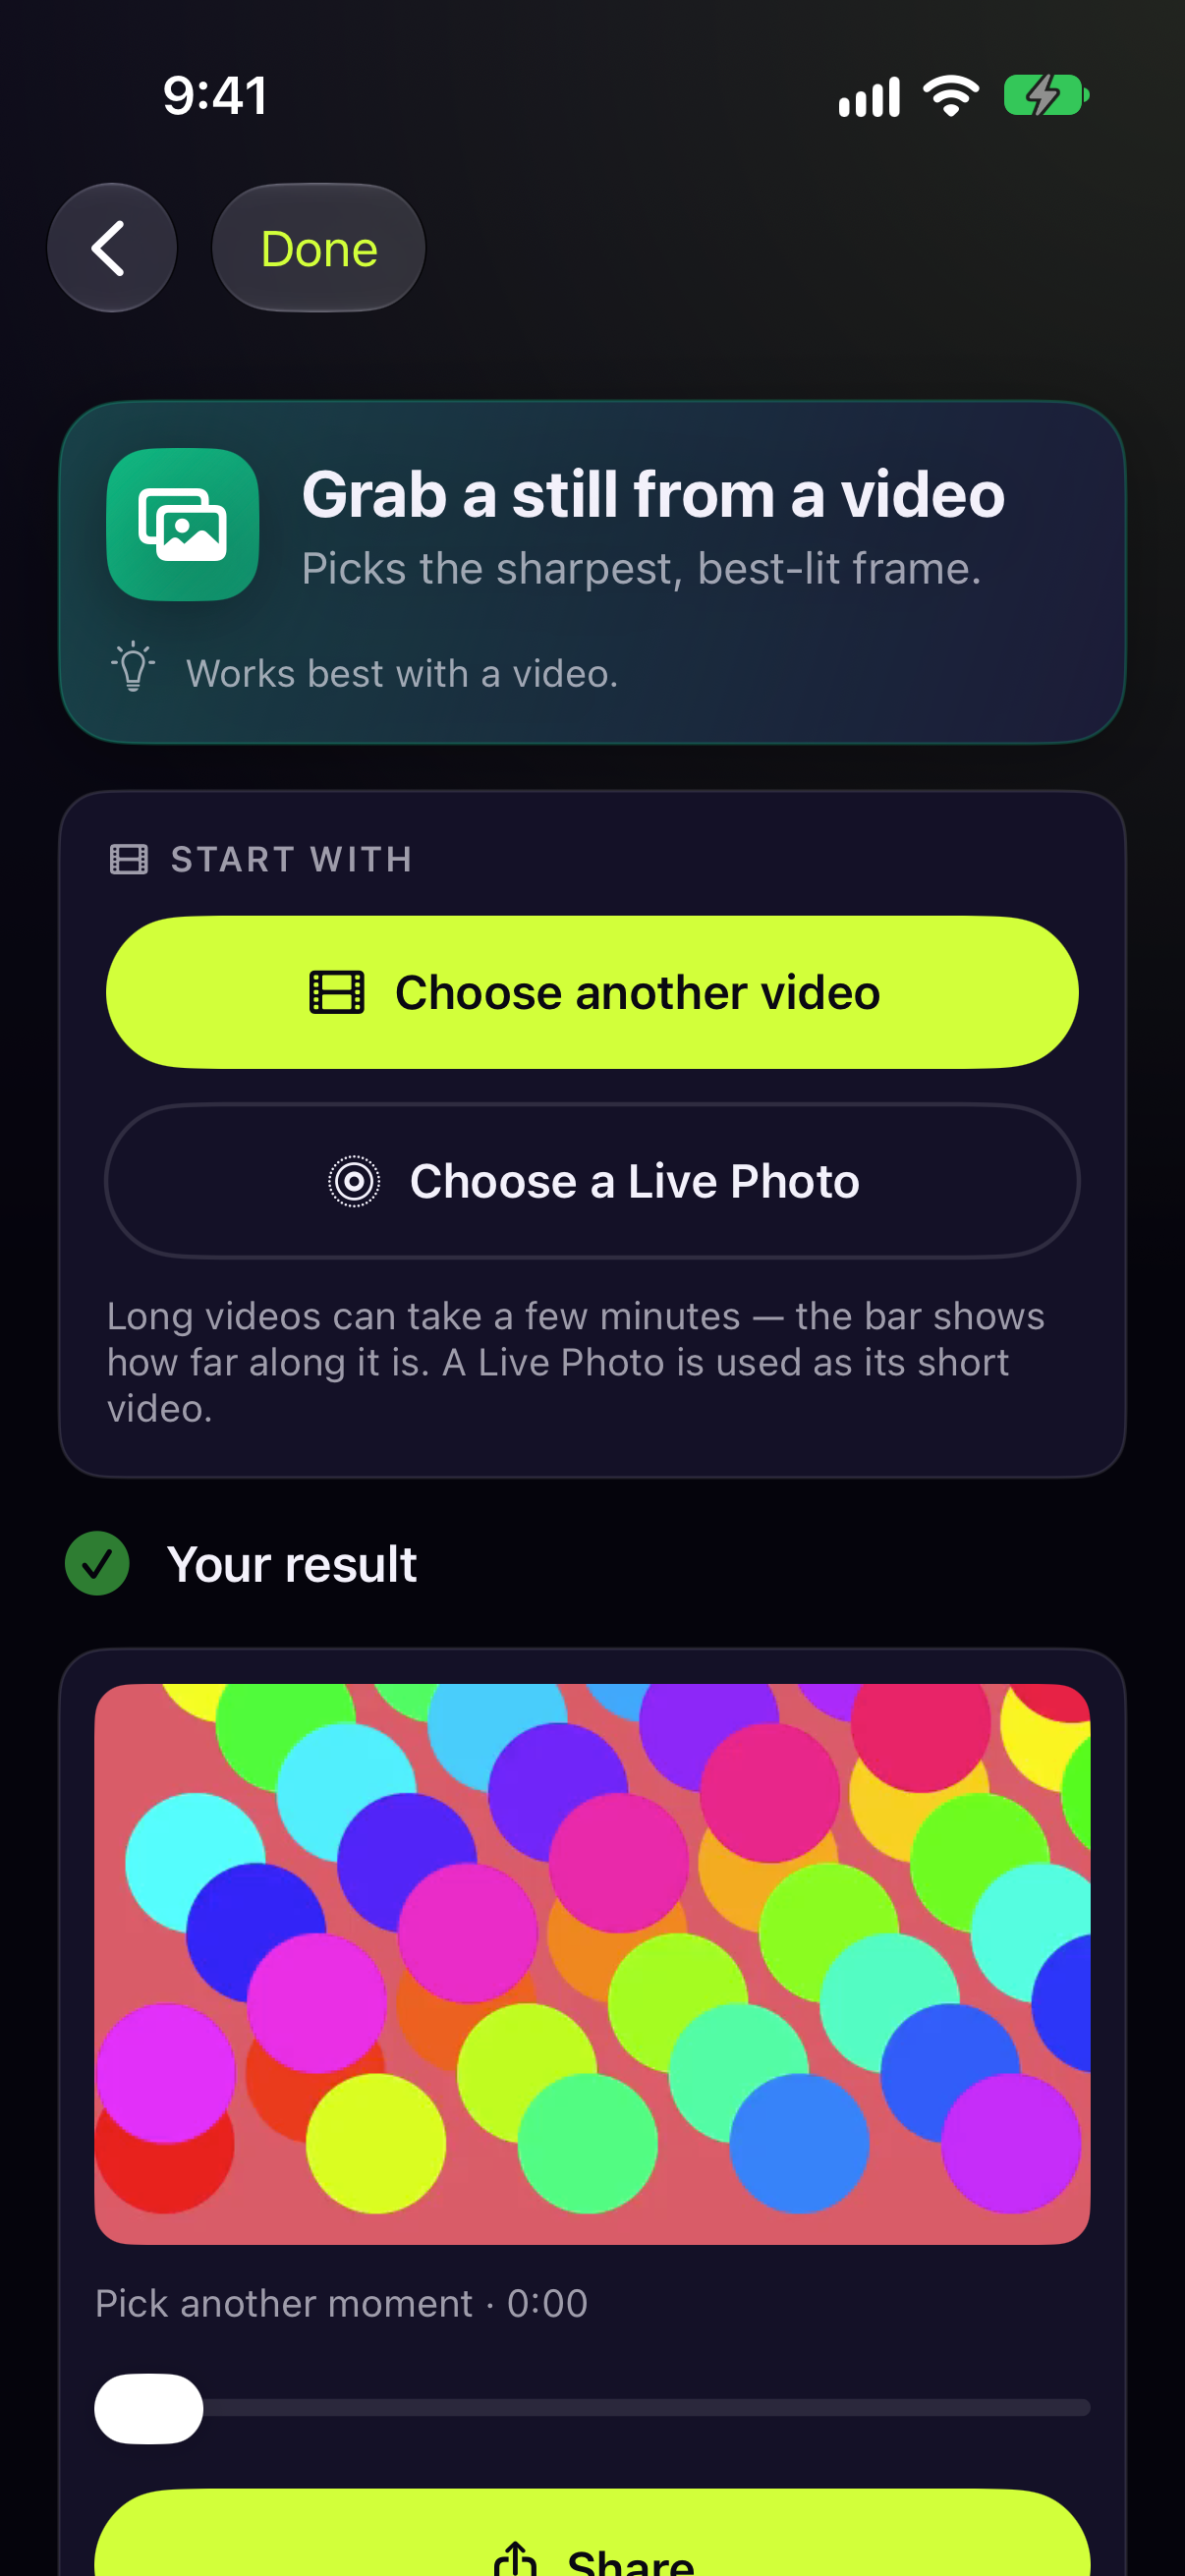 9:41
Done
Grab a still from a video
Picks the sharpest, best-lit frame.
Works best with a video.
START WITH
Choose another video
Choose a Live Photo
Long videos can take a few minutes — the bar shows
how far along it is. A Live Photo is used as its short
video.
Your result
Pick another moment · 0:00
Share